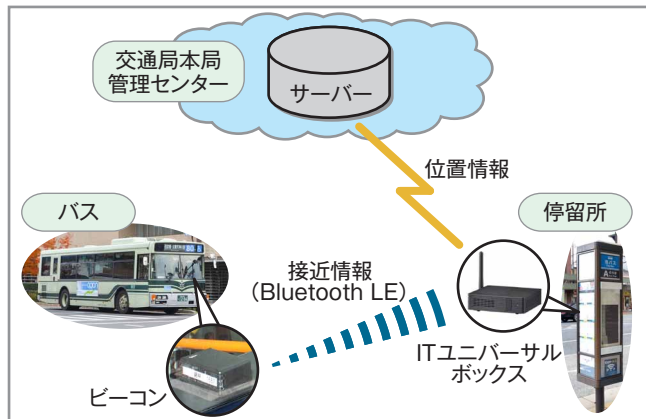 交通局本局
管理センター
サーバー
位置情報
バス
停留所
接近情報
（Bluetooth LE）
ITユニバーサル
ボックス
ビーコン